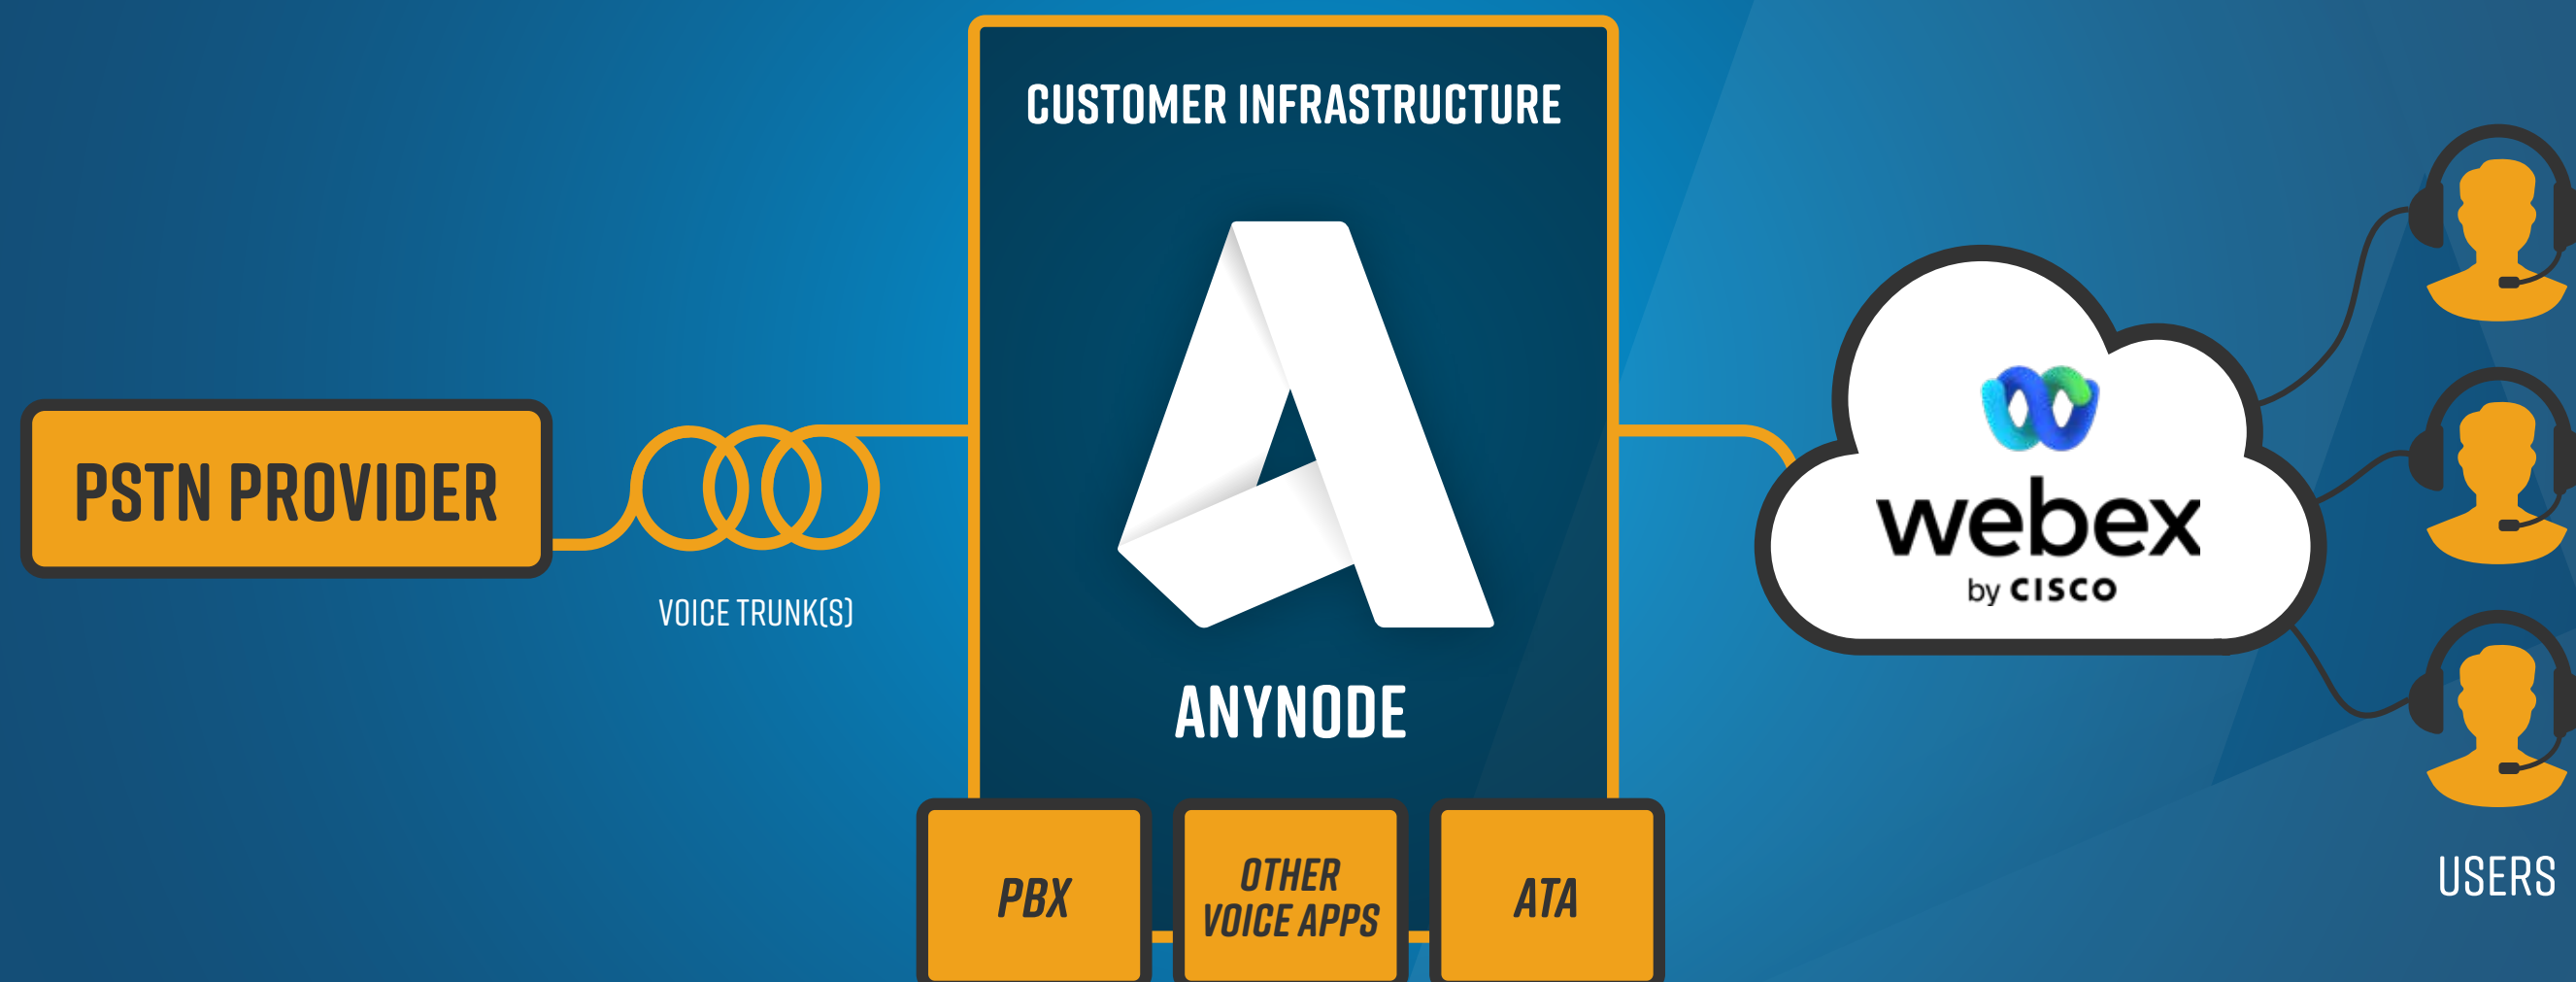 CUSTOMER INFRASTRUCTURE
PSTN PROVIDER
VOICE TRUNK(S)
ANYNODE
webex
by CISCO
PBX
OTHER
VOICE APPS
ATA
USERS